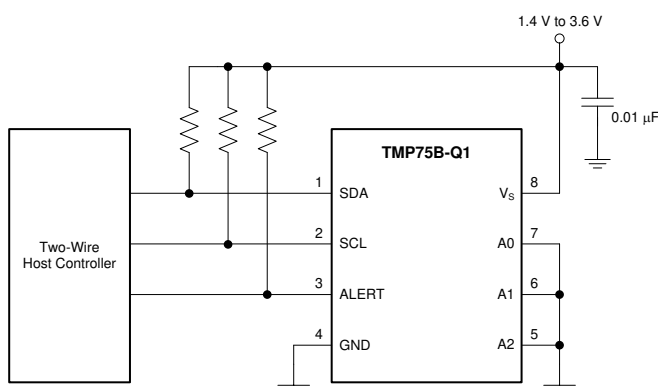 1.4 V to 3.6 V
0.01 μF
TMP75B-Q1
Two-Wire
Host Controller
1 SDA
2 SCL
3 ALERT
4 GND
VS 8
A0 7
A1 6
A2 5